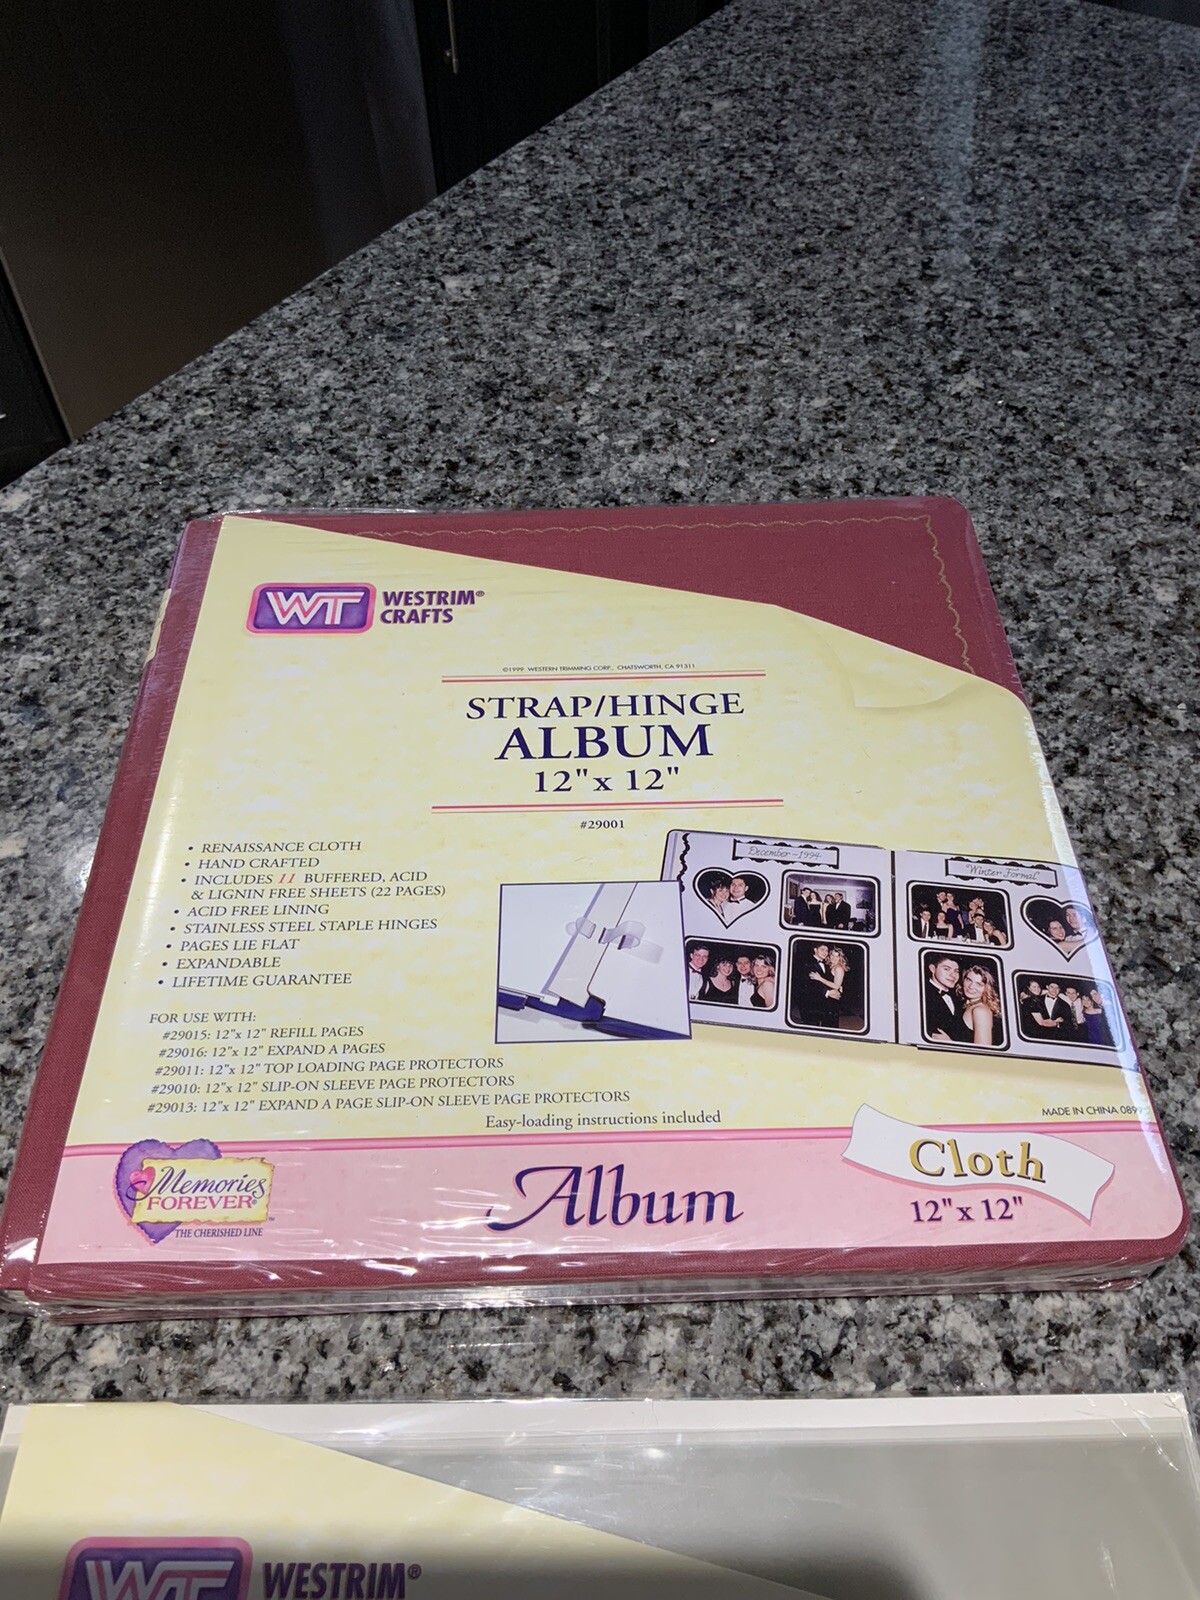 WT WESTRIM®
CRAFTS
©1999 WESTERN TRIMMING CORP., CHATSWORTH, CA 91311
STRAP/HINGE
ALBUM
12" x 12"
#29001
• RENAISSANCE CLOTH
• HAND CRAFTED
• INCLUDES 11 BUFFERED, ACID
& LIGNIN FREE SHEETS (22 PAGES)
• ACID FREE LINING
• STAINLESS STEEL STAPLE HINGES
• PAGES LIE FLAT
• EXPANDABLE
• LIFETIME GUARANTEE
December - 1994
"Winter Formal"
FOR USE WITH:
#29015: 12"x 12" REFILL PAGES
#29016: 12"x 12" EXPAND A PAGES
#29011: 12"x 12" TOP LOADING PAGE PROTECTORS
#29010: 12"x 12" SLIP-ON SLEEVE PAGE PROTECTORS
#29013: 12"x 12" EXPAND A PAGE SLIP-ON SLEEVE PAGE PROTECTORS
Easy-loading instructions included
MADE IN CHINA 0899
Memories
FOREVER®
THE CHERISHED LINE
Album
Cloth
12" x 12"
WT WESTRIM®